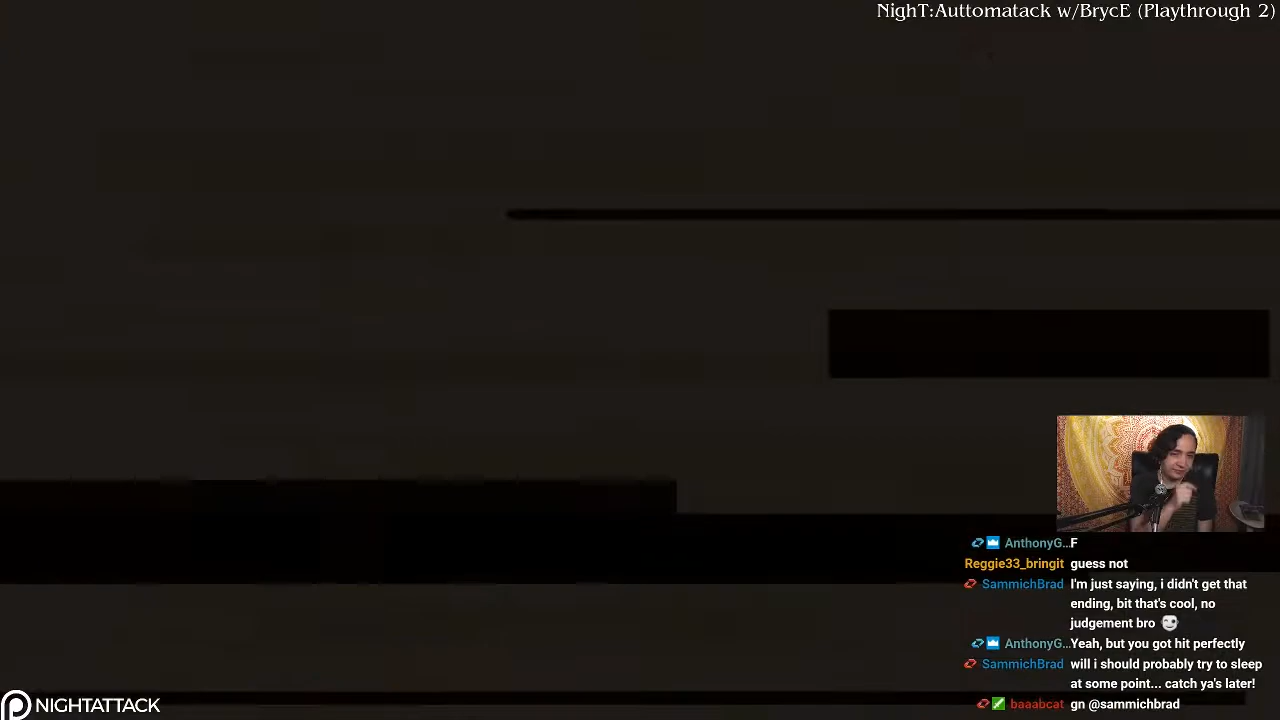 NighT:Auttomatack w/BrycE (Playthrough 2)
AnthonyG...F
Reggie33_bringit guess not
SammichBrad I'm just saying, i didn't get that
ending, bit that's cool, no
judgement bro
AnthonyG...Yeah, but you got hit perfectly
SammichBrad will i should probably try to sleep
at some point... catch ya's later!
baaabcat gn @sammichbrad
NIGHTATTACK